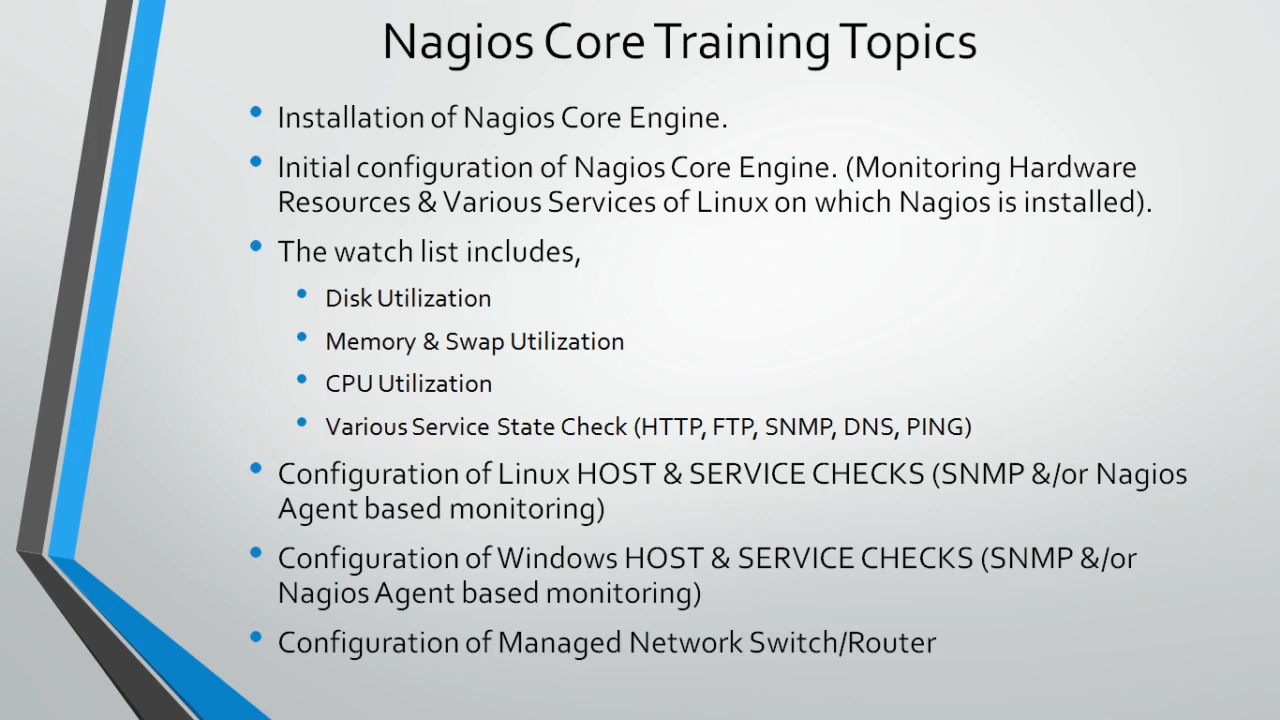 Nagios Core Training Topics
• Installation of Nagios Core Engine.
• Initial configuration of Nagios Core Engine. (Monitoring Hardware
Resources & Various Services of Linux on which Nagios is installed).
• The watch list includes,
• Disk Utilization
• Memory & Swap Utilization
• CPU Utilization
• Various Service State Check (HTTP, FTP, SNMP, DNS, PING)
• Configuration of Linux HOST & SERVICE CHECKS (SNMP &/or Nagios
Agent based monitoring)
• Configuration of Windows HOST & SERVICE CHECKS (SNMP &/or
Nagios Agent based monitoring)
• Configuration of Managed Network Switch/Router